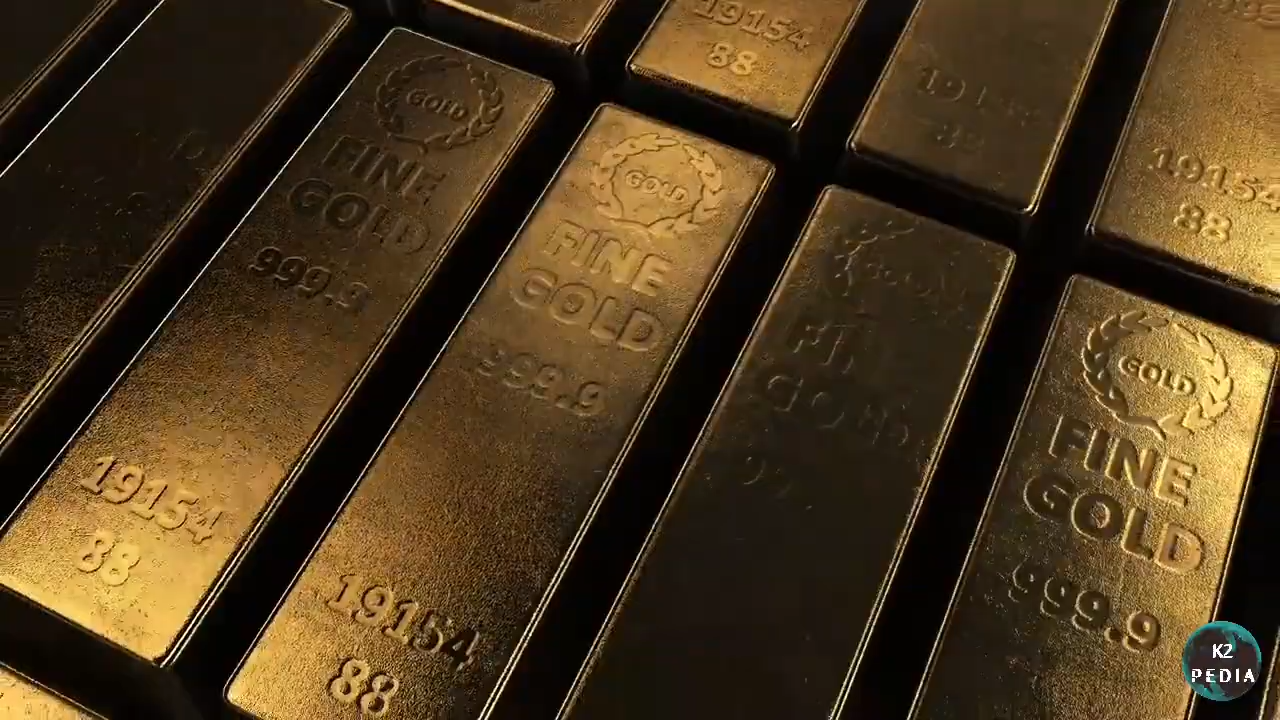 19154
88
19154
88
GOLD
FINE
GOLD
999.9
19154
88
GOLD
FINE
GOLD
999.9
19154
88
GOLD
FINE
GOLD
999.9
K2
PEDIA